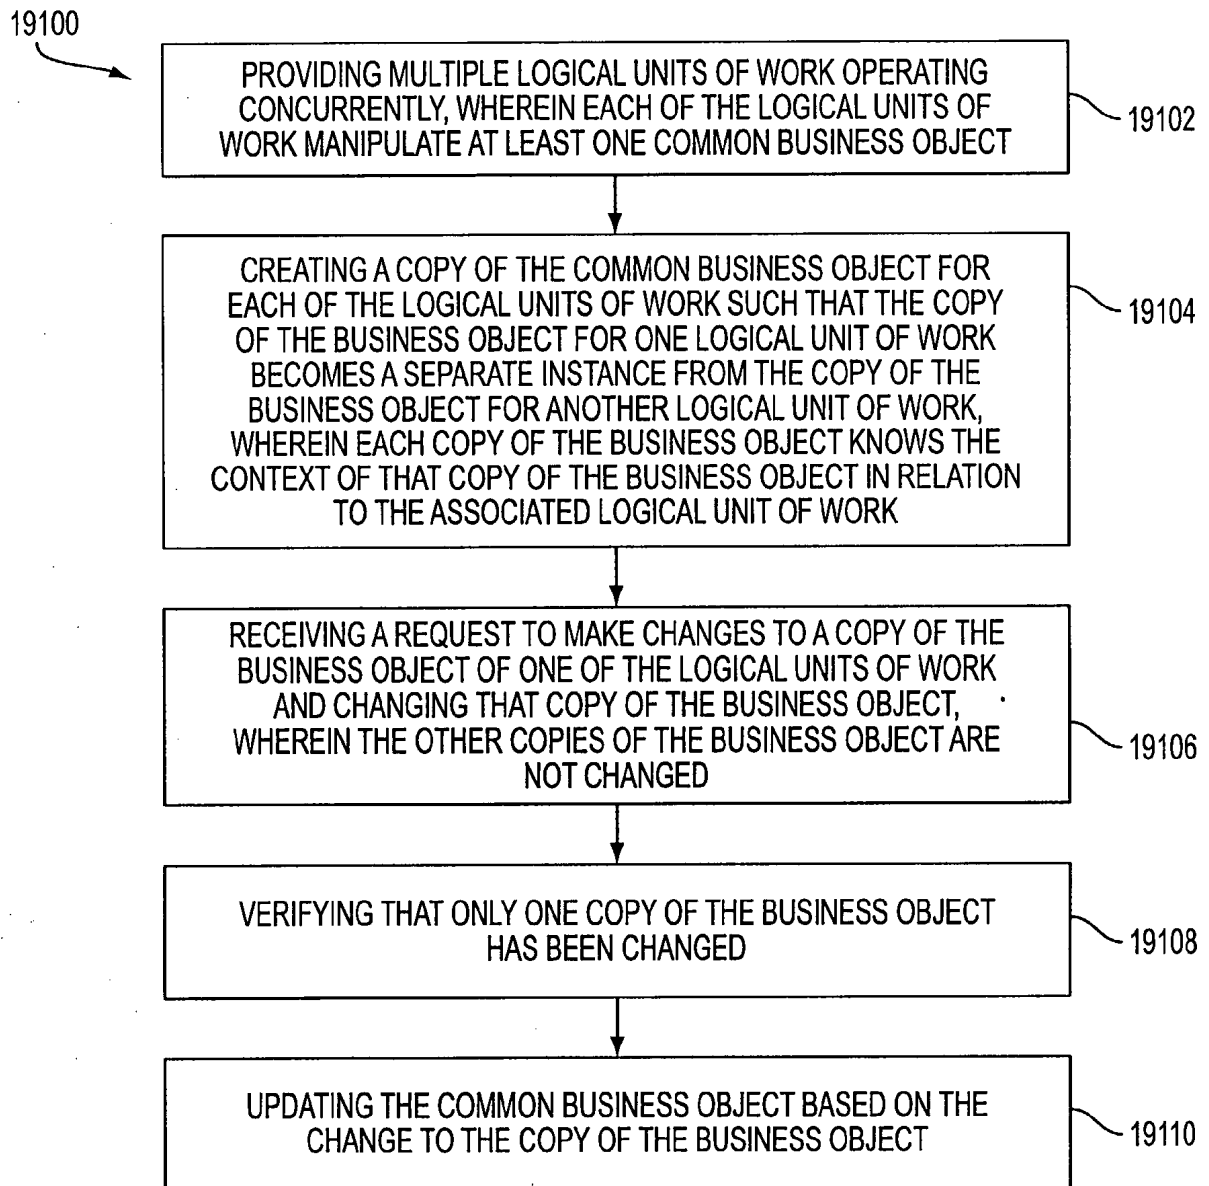 19100
PROVIDING MULTIPLE LOGICAL UNITS OF WORK OPERATING
CONCURRENTLY, WHEREIN EACH OF THE LOGICAL UNITS OF
WORK MANIPULATE AT LEAST ONE COMMON BUSINESS OBJECT
19102
CREATING A COPY OF THE COMMON BUSINESS OBJECT FOR
EACH OF THE LOGICAL UNITS OF WORK SUCH THAT THE COPY
OF THE BUSINESS OBJECT FOR ONE LOGICAL UNIT OF WORK
BECOMES A SEPARATE INSTANCE FROM THE COPY OF THE
BUSINESS OBJECT FOR ANOTHER LOGICAL UNIT OF WORK,
WHEREIN EACH COPY OF THE BUSINESS OBJECT KNOWS THE
CONTEXT OF THAT COPY OF THE BUSINESS OBJECT IN RELATION
TO THE ASSOCIATED LOGICAL UNIT OF WORK
19104
RECEIVING A REQUEST TO MAKE CHANGES TO A COPY OF THE
BUSINESS OBJECT OF ONE OF THE LOGICAL UNITS OF WORK
AND CHANGING THAT COPY OF THE BUSINESS OBJECT,
WHEREIN THE OTHER COPIES OF THE BUSINESS OBJECT ARE
NOT CHANGED
19106
VERIFYING THAT ONLY ONE COPY OF THE BUSINESS OBJECT
HAS BEEN CHANGED
19108
UPDATING THE COMMON BUSINESS OBJECT BASED ON THE
CHANGE TO THE COPY OF THE BUSINESS OBJECT
19110